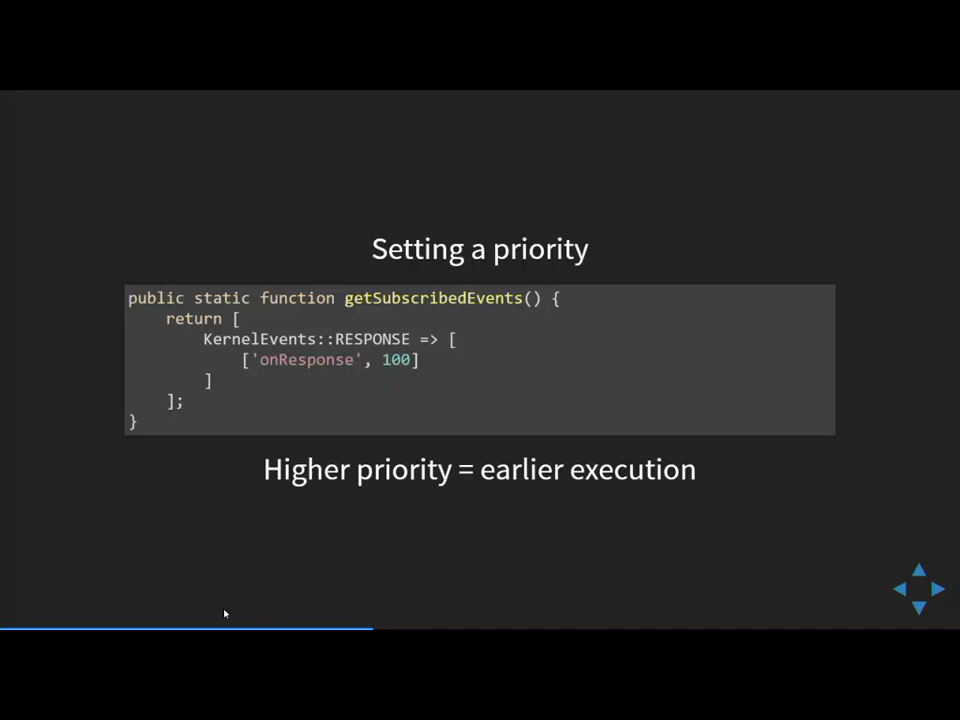 Setting a priority
public static function getSubscribedEvents() {
    return [
        KernelEvents::RESPONSE => [
            ['onResponse', 100]
        ]
    ];
}
Higher priority = earlier execution